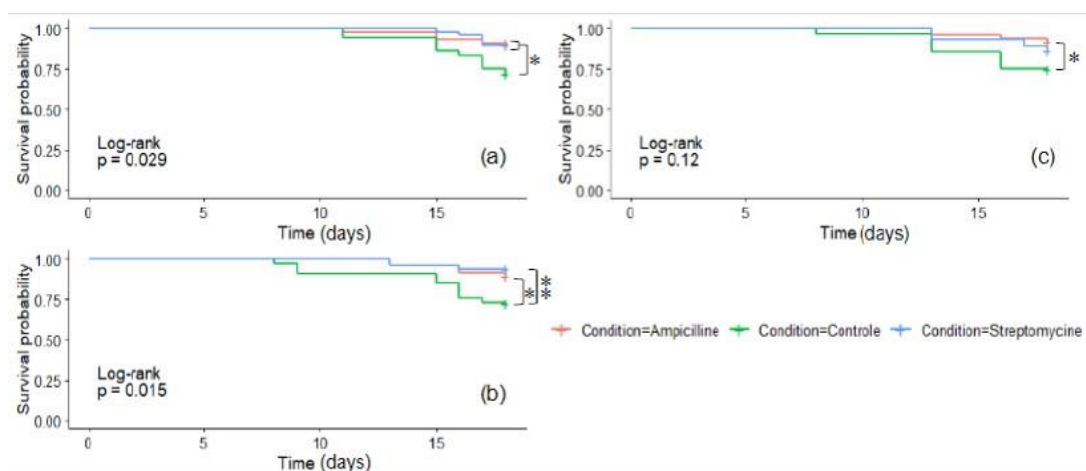 Survival probability
1.00
0.75
0.50
0.25
0.00
Log-rank
p = 0.029
(a)
*
0
5
10
15
Time (days)
Survival probability
1.00
0.75
0.50
0.25
0.00
Log-rank
p = 0.12
(c)
*
0
5
10
15
Time (days)
Survival probability
1.00
0.75
0.50
0.25
0.00
Log-rank
p = 0.015
(b)
*
**
0
5
10
15
Time (days)
Condition=Ampicilline Condition=Controle Condition=Streptomycine